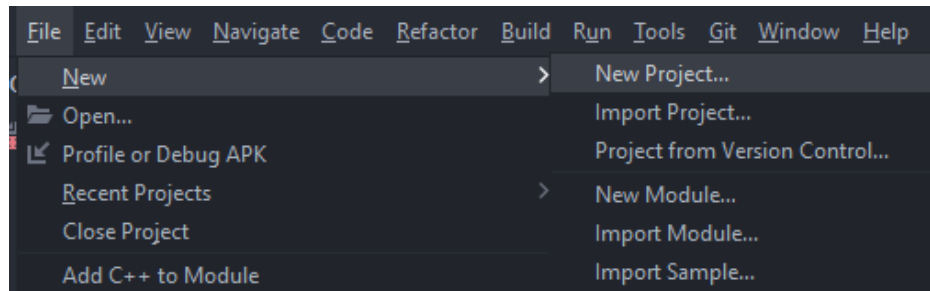 File Edit View Navigate Code Refactor Build Run Tools Git Window Help
New
Open...
Profile or Debug APK
Recent Projects
Close Project
Add C++ to Module
New Project...
Import Project...
Project from Version Control...
New Module...
Import Module...
Import Sample...